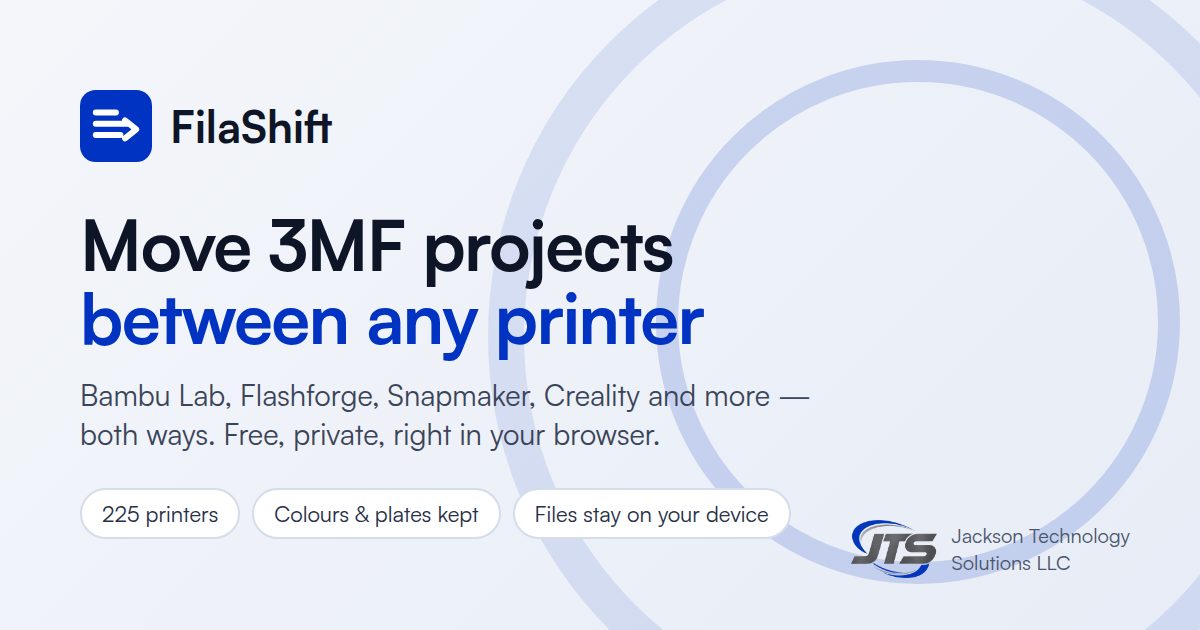 FilaShift
Move 3MF projects
between any printer
Bambu Lab, Flashforge, Snapmaker, Creality and more —
both ways. Free, private, right in your browser.
225 printers
Colours & plates kept
Files stay on your device
JTS
Jackson Technology
Solutions LLC